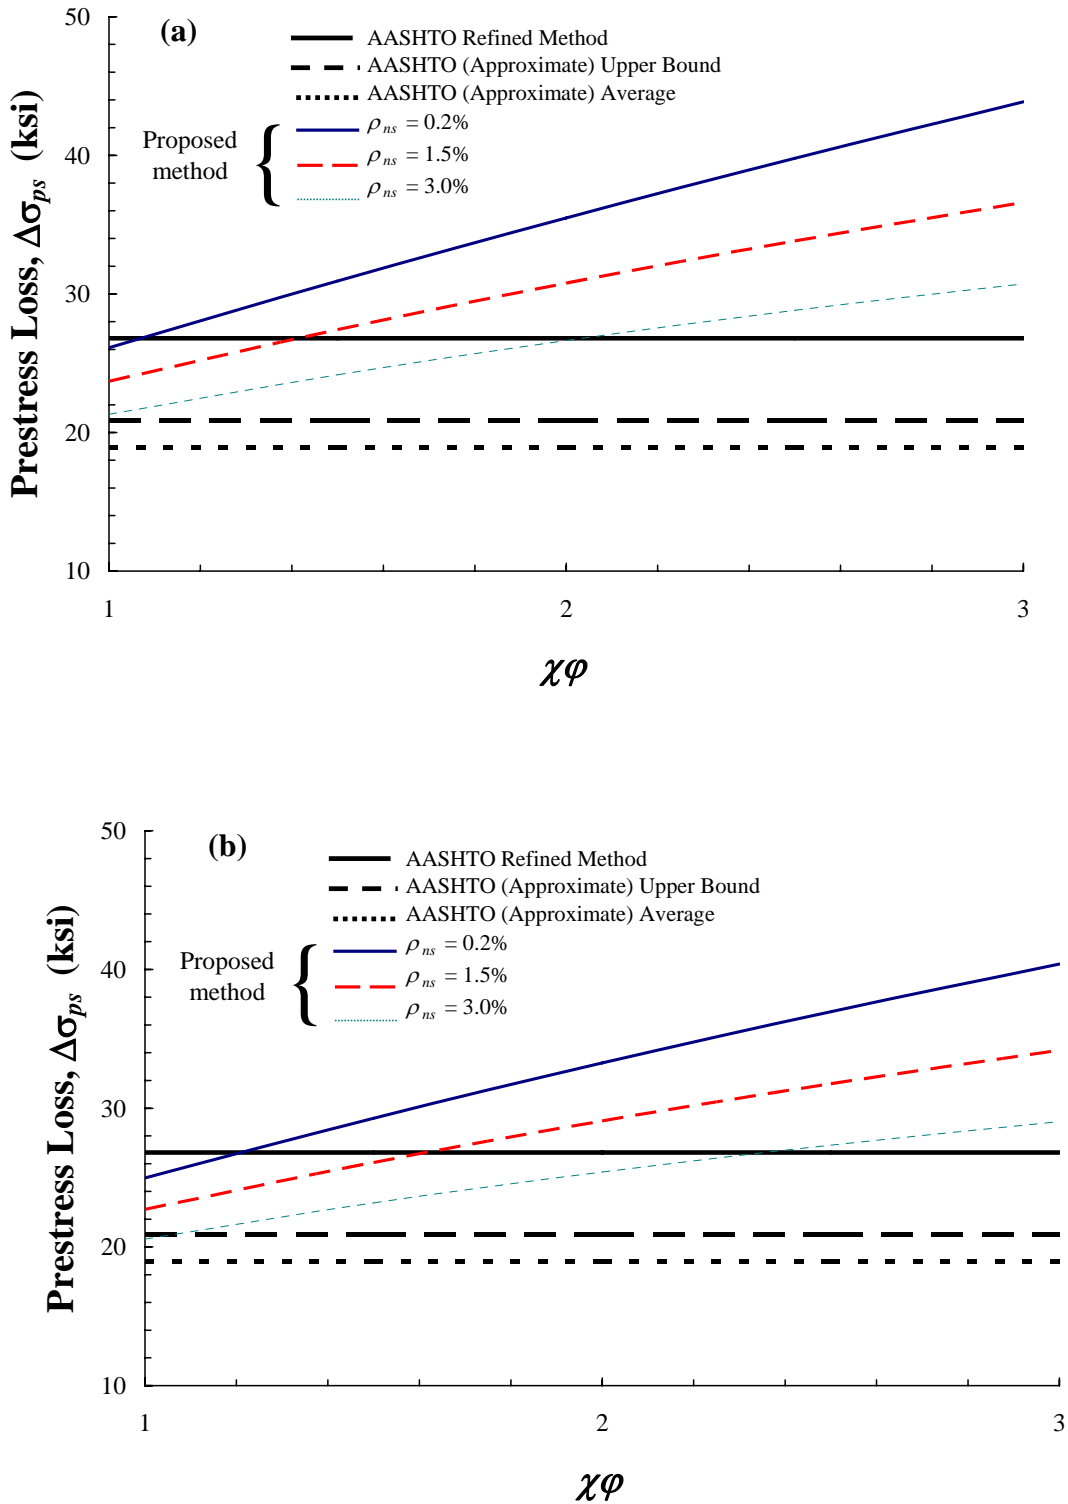 50
(a)
AASHTO Refined Method
AASHTO (Approximate) Upper Bound
AASHTO (Approximate) Average
Proposed method {
ρns = 0.2%
ρns = 1.5%
ρns = 3.0%
40
30
20
10
Prestress Loss, Δσps (ksi)
1 2 3
χφ
50
(b)
AASHTO Refined Method
AASHTO (Approximate) Upper Bound
AASHTO (Approximate) Average
Proposed method {
ρns = 0.2%
ρns = 1.5%
ρns = 3.0%
40
30
20
10
Prestress Loss, Δσps (ksi)
1 2 3
χφ